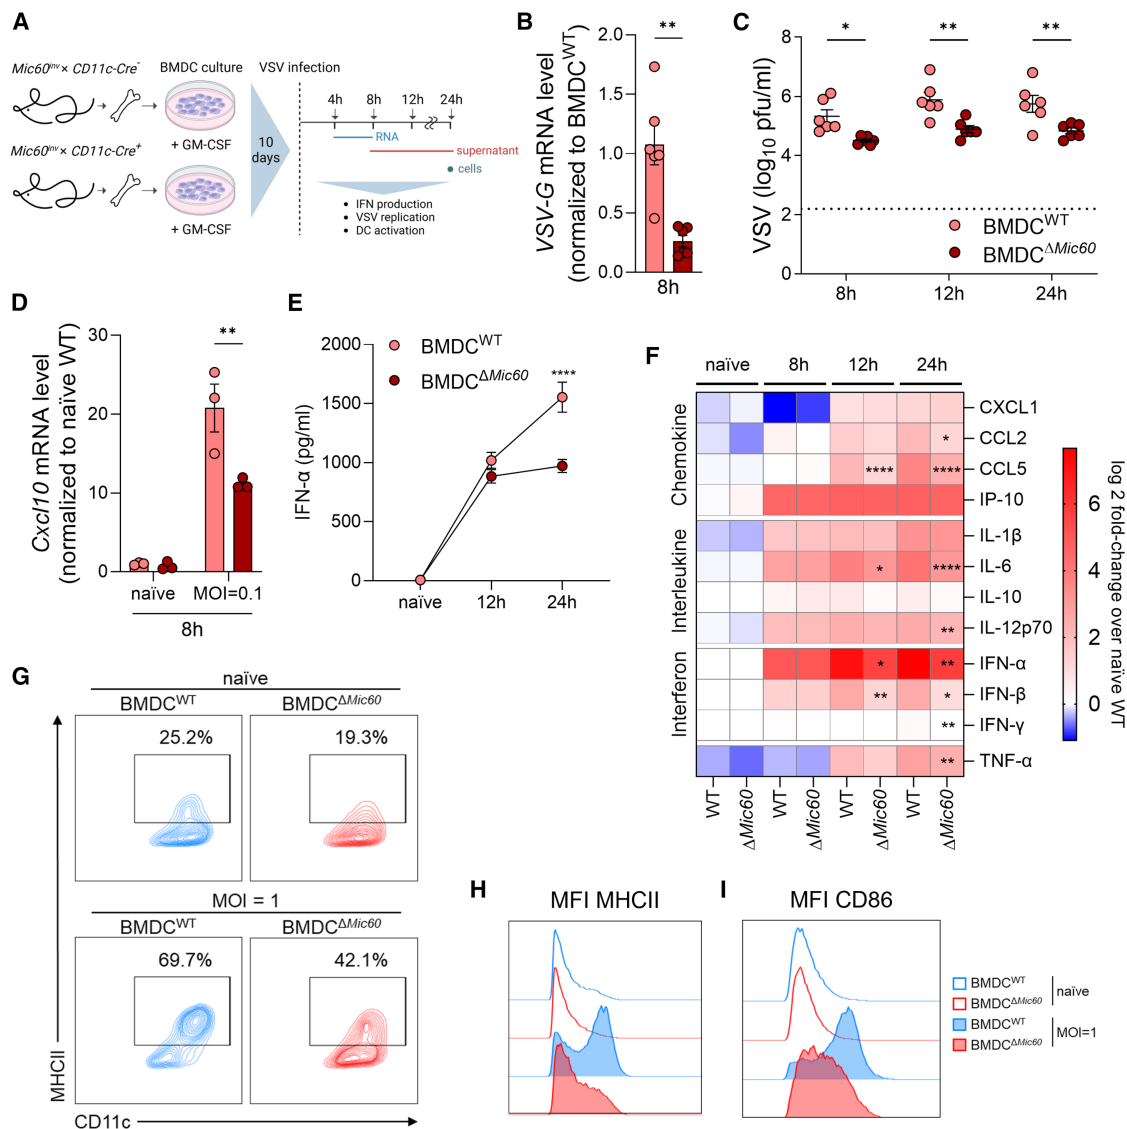 A
Mic60inv × CD11c-Cre-
BMDC culture
+ GM-CSF
Mic60inv × CD11c-Cre+
+ GM-CSF
10
days
VSV infection
4h 8h 12h 24h
RNA
supernatant
cells
• IFN production
• VSV replication
• DC activation
B
VSV-G mRNA level
(normalized to BMDCWT)
2.0
1.5
1.0
0.5
0.0
**
8h
C
VSV (log10 pfu/ml)
8
6
4
2
0
* ** **
BMDCWT
BMDCΔMic60
8h 12h 24h
D
Cxcl10 mRNA level
(normalized to naïve WT)
30
20
10
0
**
naïve MOI=0.1
8h
E
IFN-α (pg/ml)
2000
1500
1000
500
0
BMDCWT
BMDCΔMic60
****
naïve 12h 24h
F
naïve 8h 12h 24h
Chemokine
CXCL1
* CCL2
**** **** CCL5
IP-10
Interleukine
IL-1β
* **** IL-6
IL-10
** IL-12p70
Interferon
* ** IFN-α
** * IFN-β
** IFN-γ
** TNF-α
WT ΔMic60 WT ΔMic60 WT ΔMic60 WT ΔMic60
6
4
2
0
log 2 fold-change over naïve WT
G
naïve
BMDCWT BMDCΔMic60
25.2% 19.3%
MOI = 1
BMDCWT BMDCΔMic60
69.7% 42.1%
MHCII
CD11c
H
MFI MHCII
I
MFI CD86
BMDCWT
BMDCΔMic60
naïve
BMDCWT
BMDCΔMic60
MOI=1